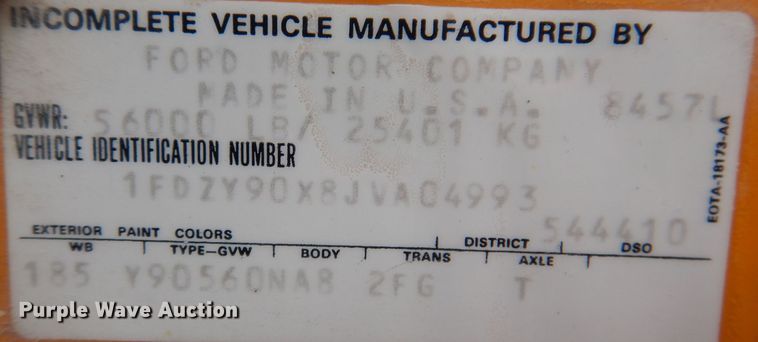 INCOMPLETE VEHICLE MANUFACTURED BY
FORD MOTOR COMPANY
MADE IN U.S.A. 8457L
GVWR: 56000 LB/ 25401 KG
VEHICLE IDENTIFICATION NUMBER
1FDZY90X8JVA04993
EOTA-18173-AA
544410
EXTERIOR PAINT COLORS DISTRICT DSO
WB TYPE-GVW BODY TRANS AXLE
185 Y90560NA8 2FG T
Purple Wave Auction